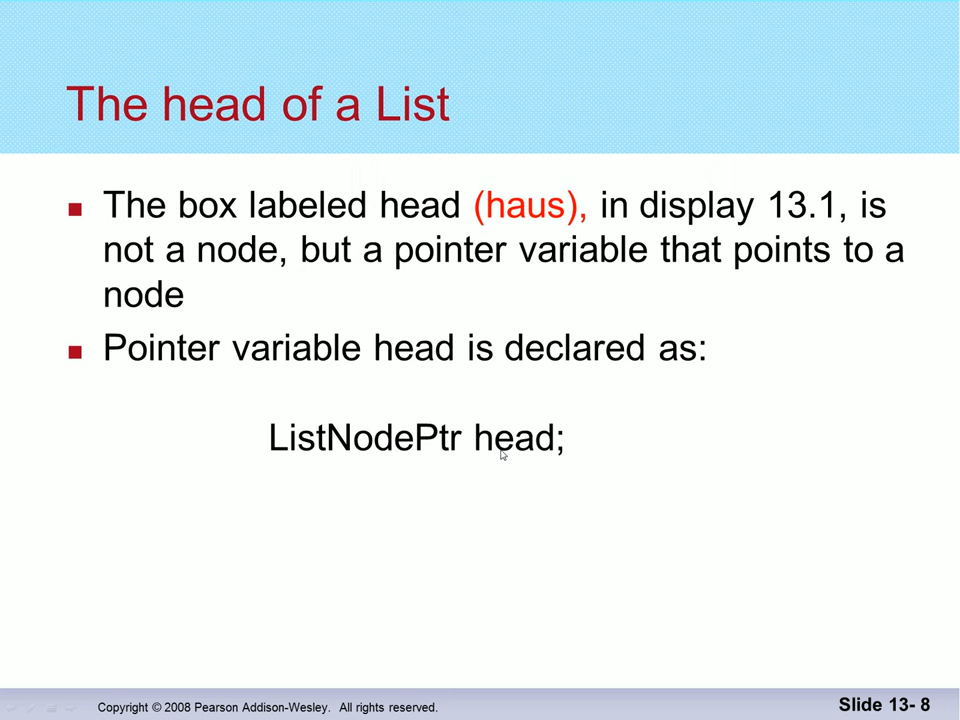 The head of a List
The box labeled head (haus), in display 13.1, is
not a node, but a pointer variable that points to a
node
Pointer variable head is declared as:
ListNodePtr head;
Copyright © 2008 Pearson Addison-Wesley. All rights reserved.
Slide 13- 8